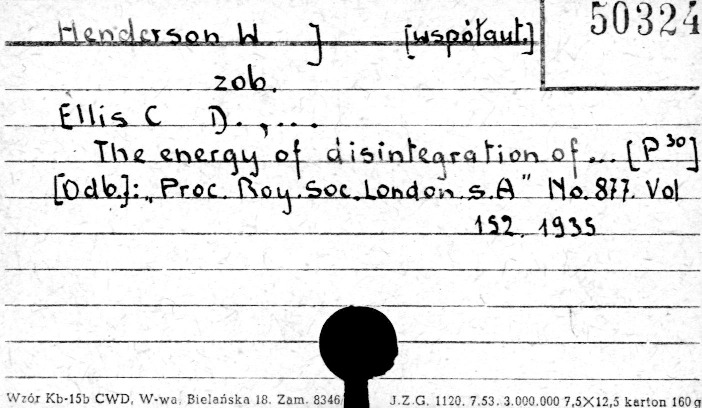 50324
Henderson W ] [współaut.]
zob.
Ellis C D. ,...
The energy of disintegration of... [P³⁰]
[Odb.]: „Proc. Roy. Soc. London. s. A" No. 877. Vol
152. 1935
Wzór Kb-15b CWD, W-wa, Bielańska 18. Zam. 8346/ J.Z.G. 1120. 7.53. 3.000.000 7,5×12,5 karton 160 g